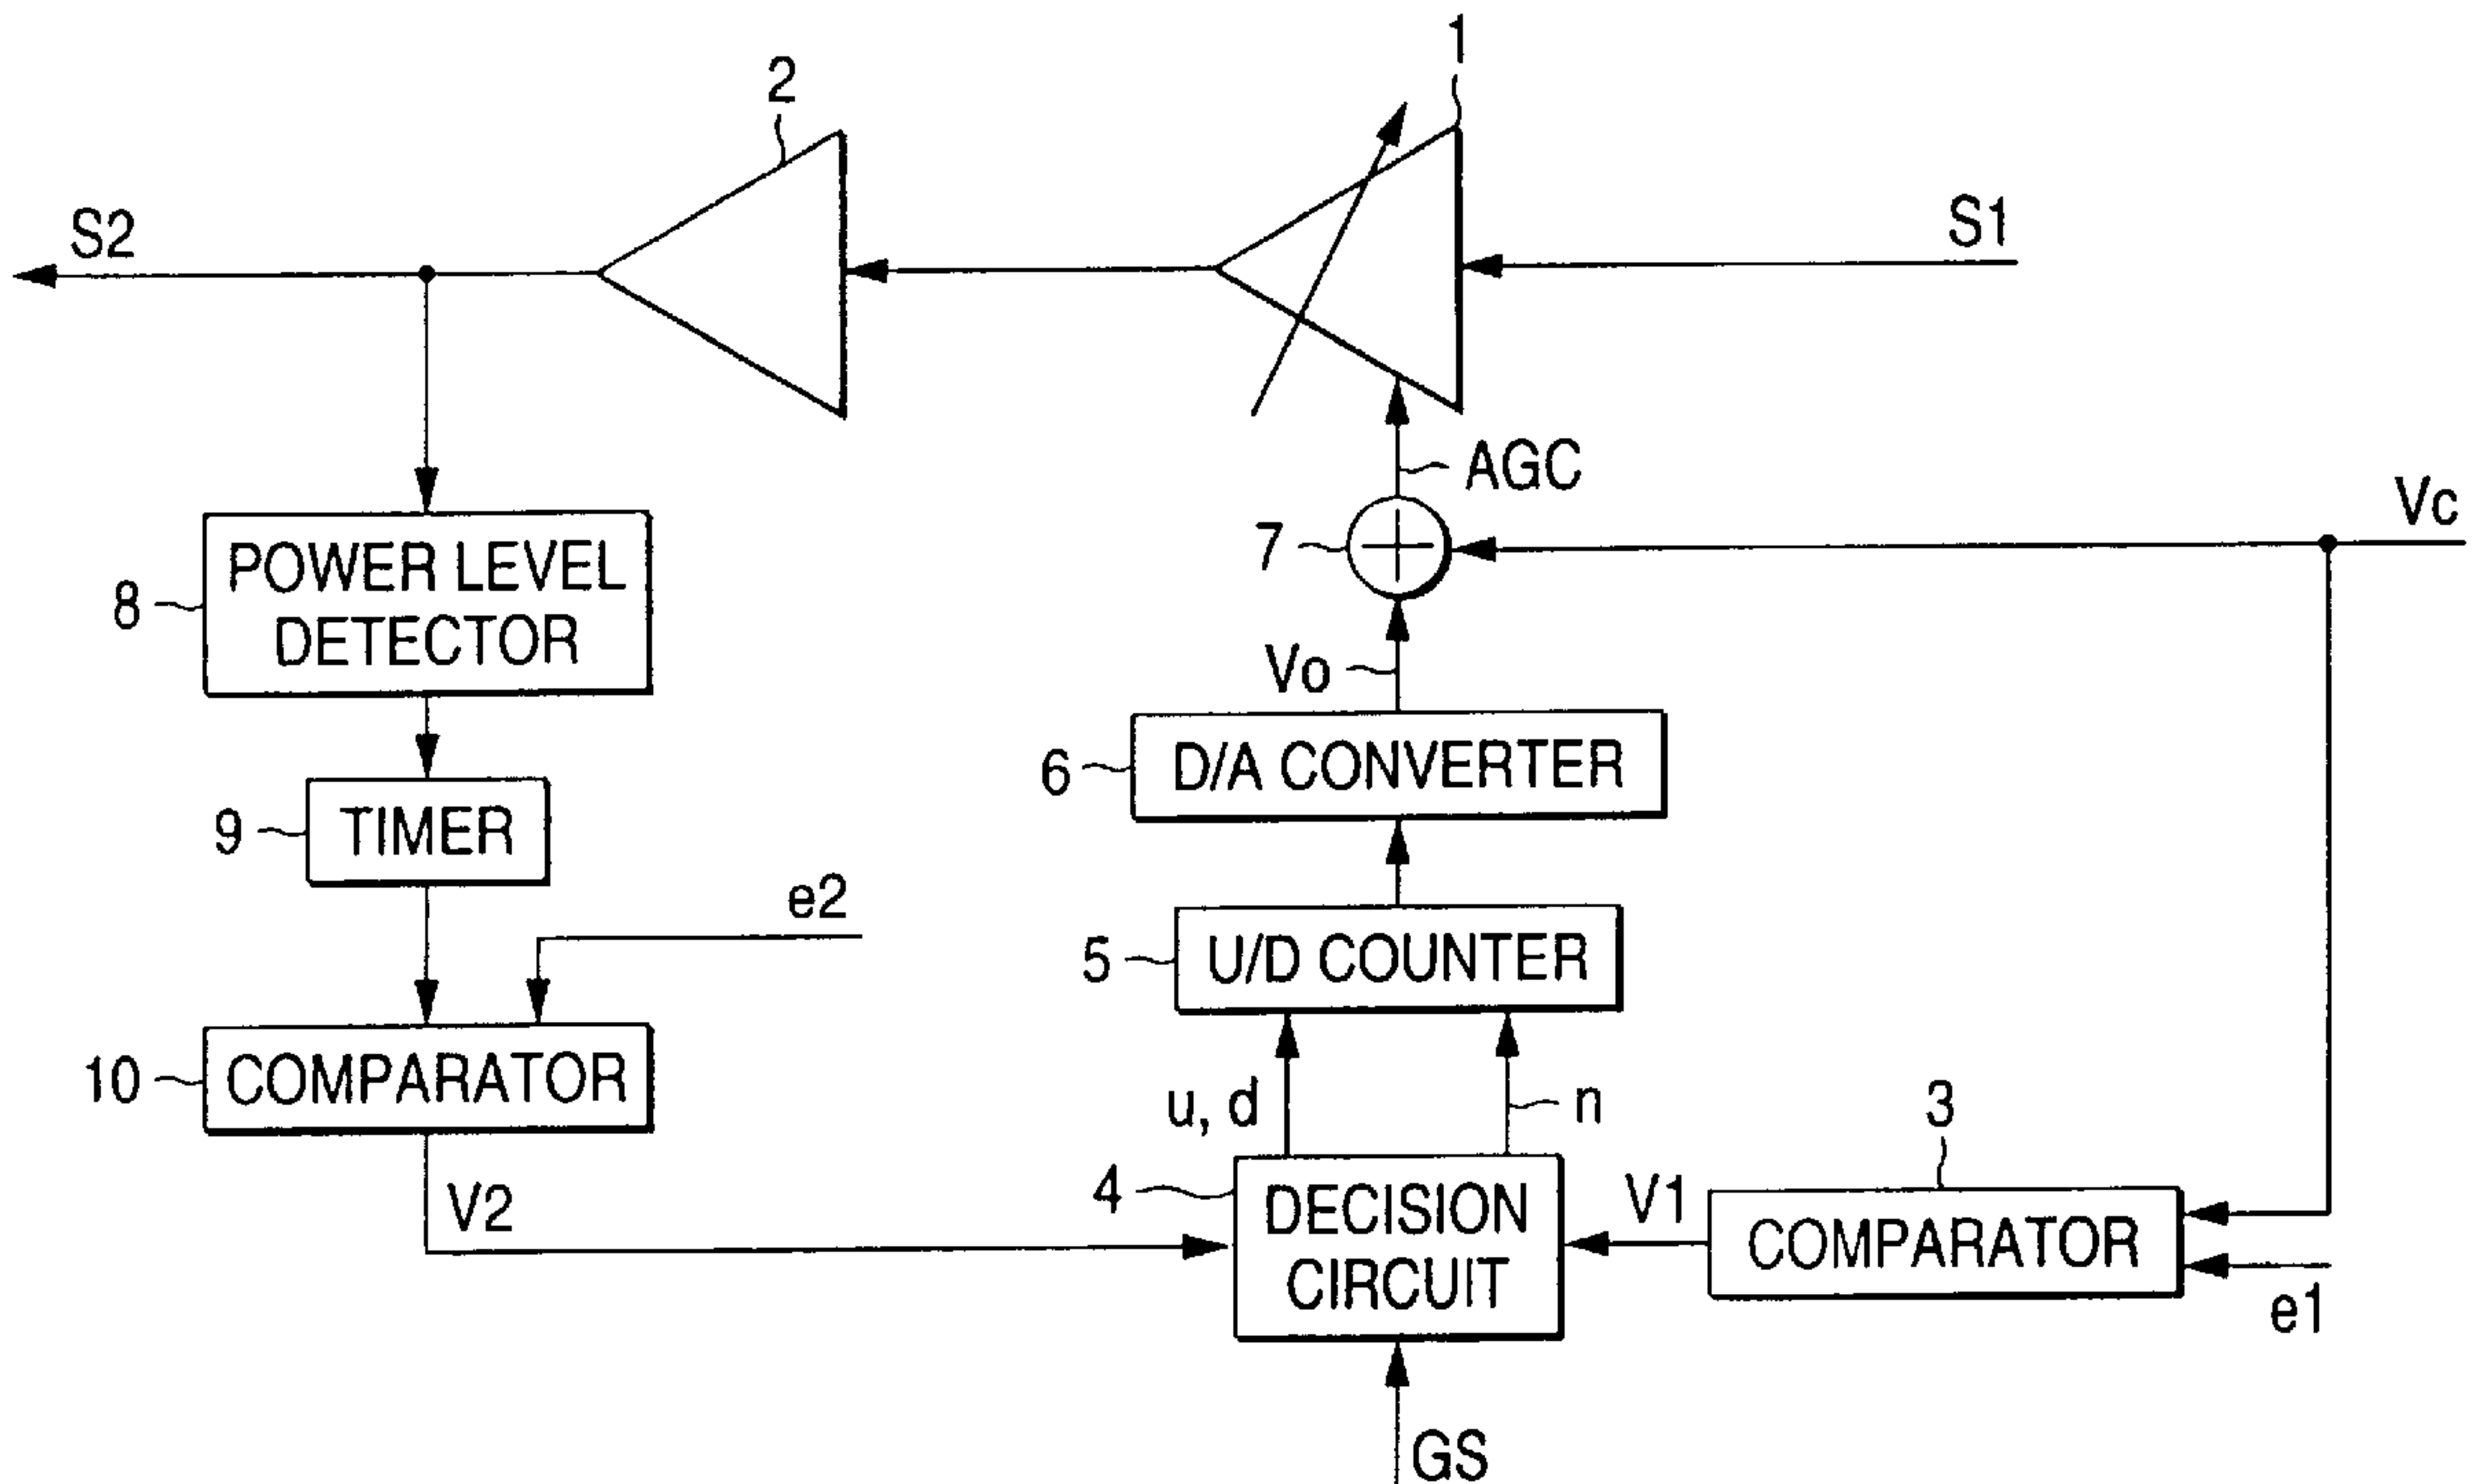 1
2
S2
S1
AGC
Vc
7
POWER LEVEL
DETECTOR
8
Vo
D/A CONVERTER
6
TIMER
9
e2
U/D COUNTER
5
COMPARATOR
10
u, d
n
3
4
DECISION
CIRCUIT
V1
V2
COMPARATOR
e1
GS